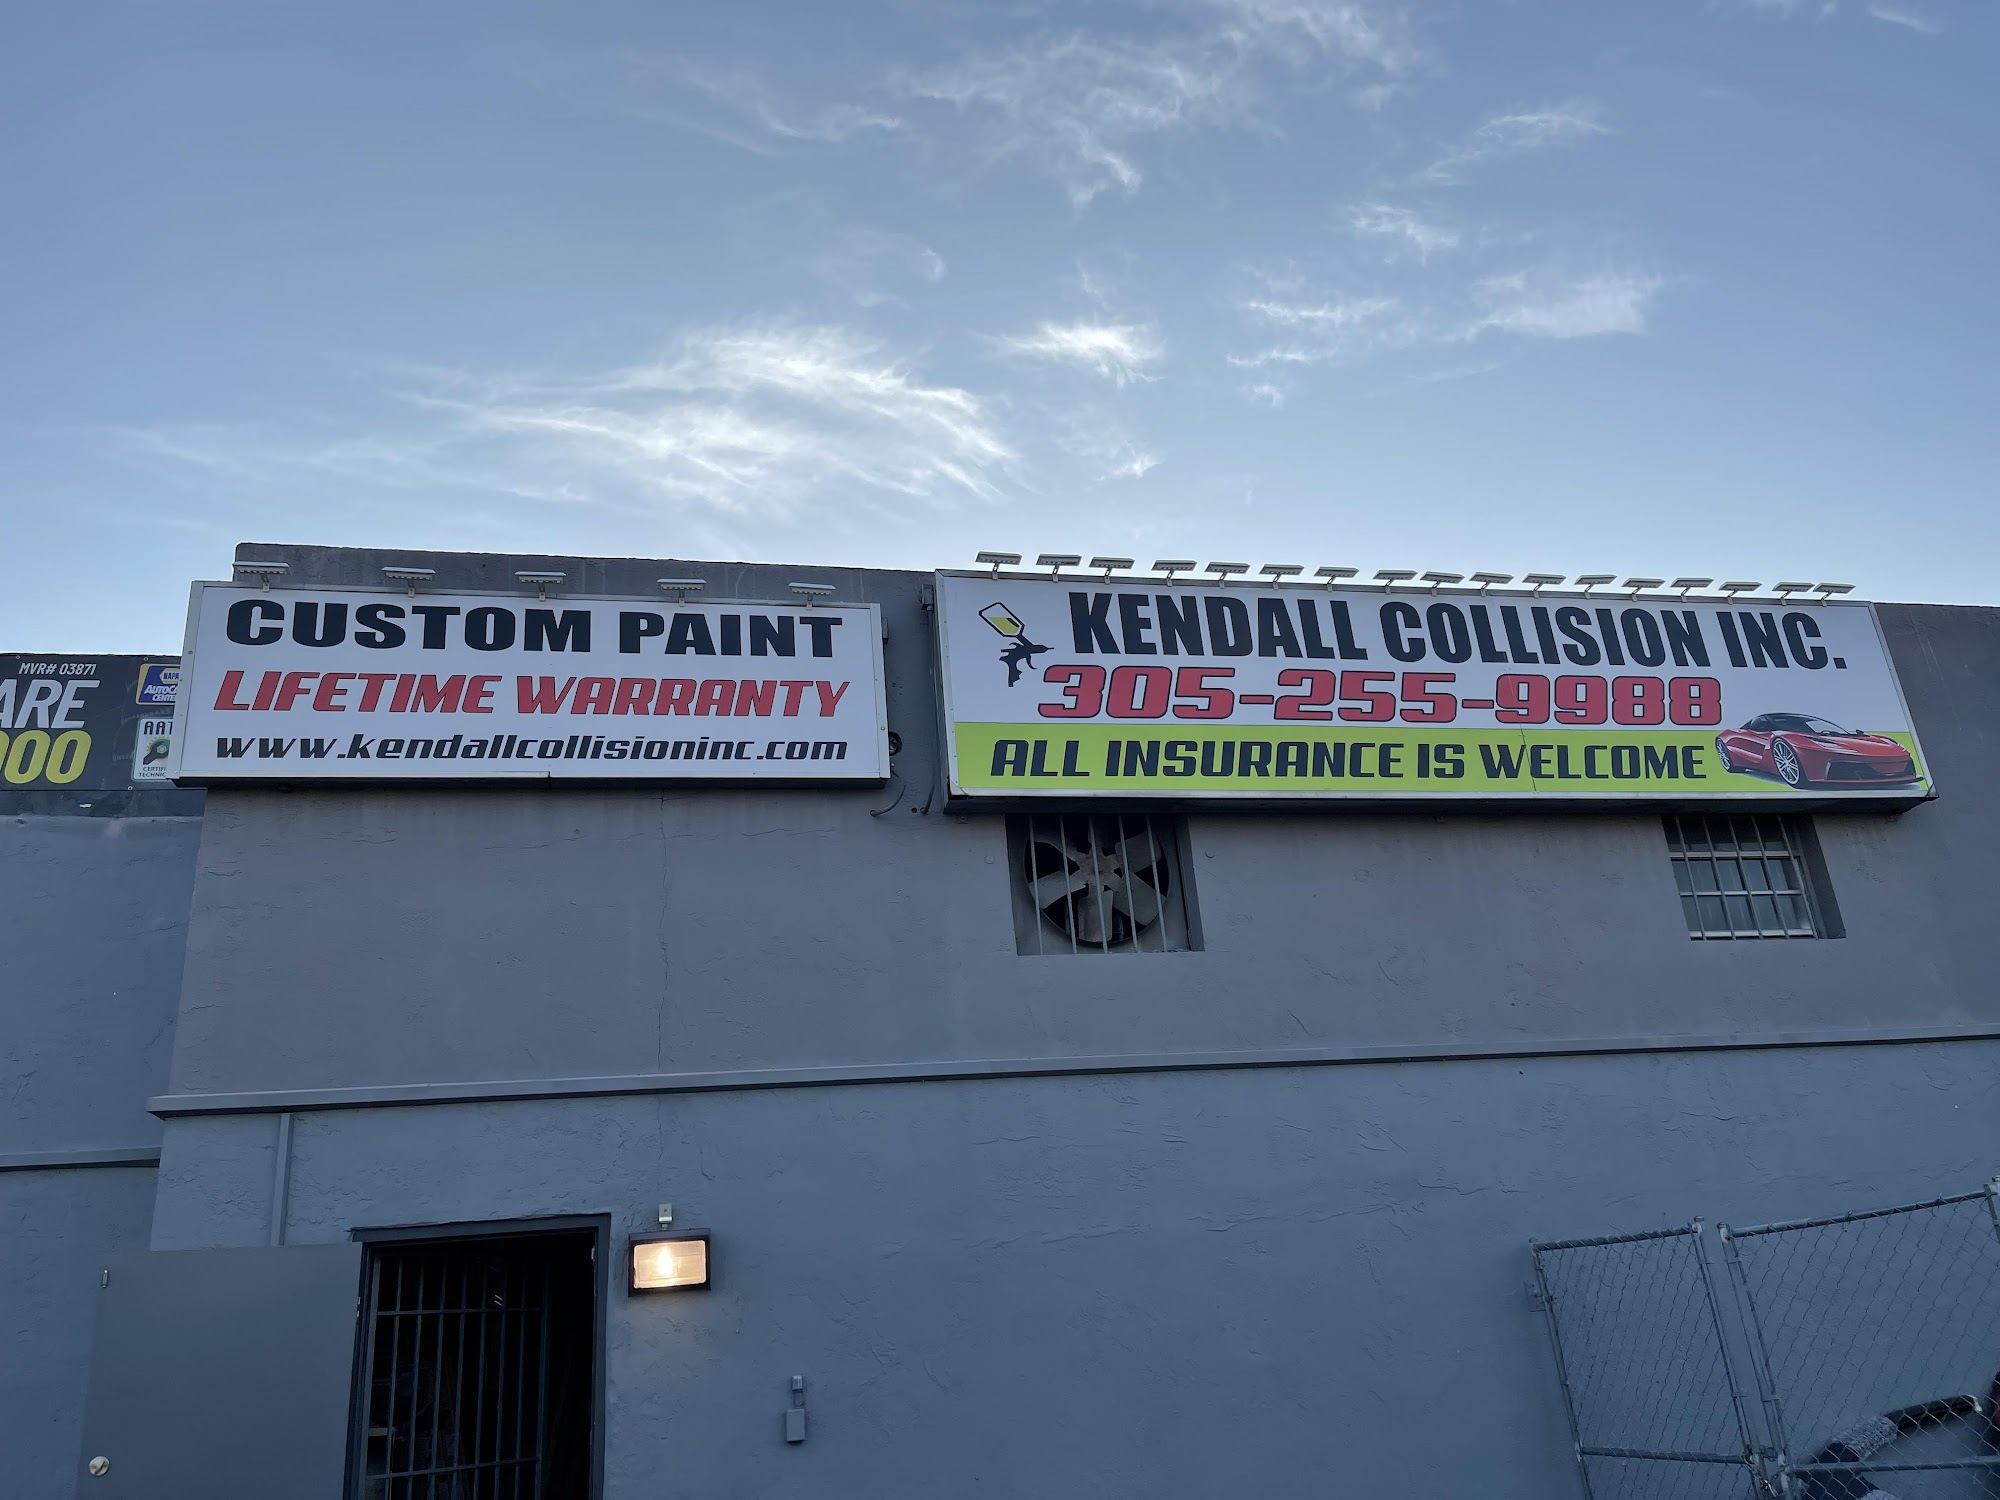 MVR# 03871
ARE
000
NAPA
CUSTOM PAINT
LIFETIME WARRANTY
www.kendallcollisioninc.com
KENDALL COLLISION INC.
305-255-9988
ALL INSURANCE IS WELCOME